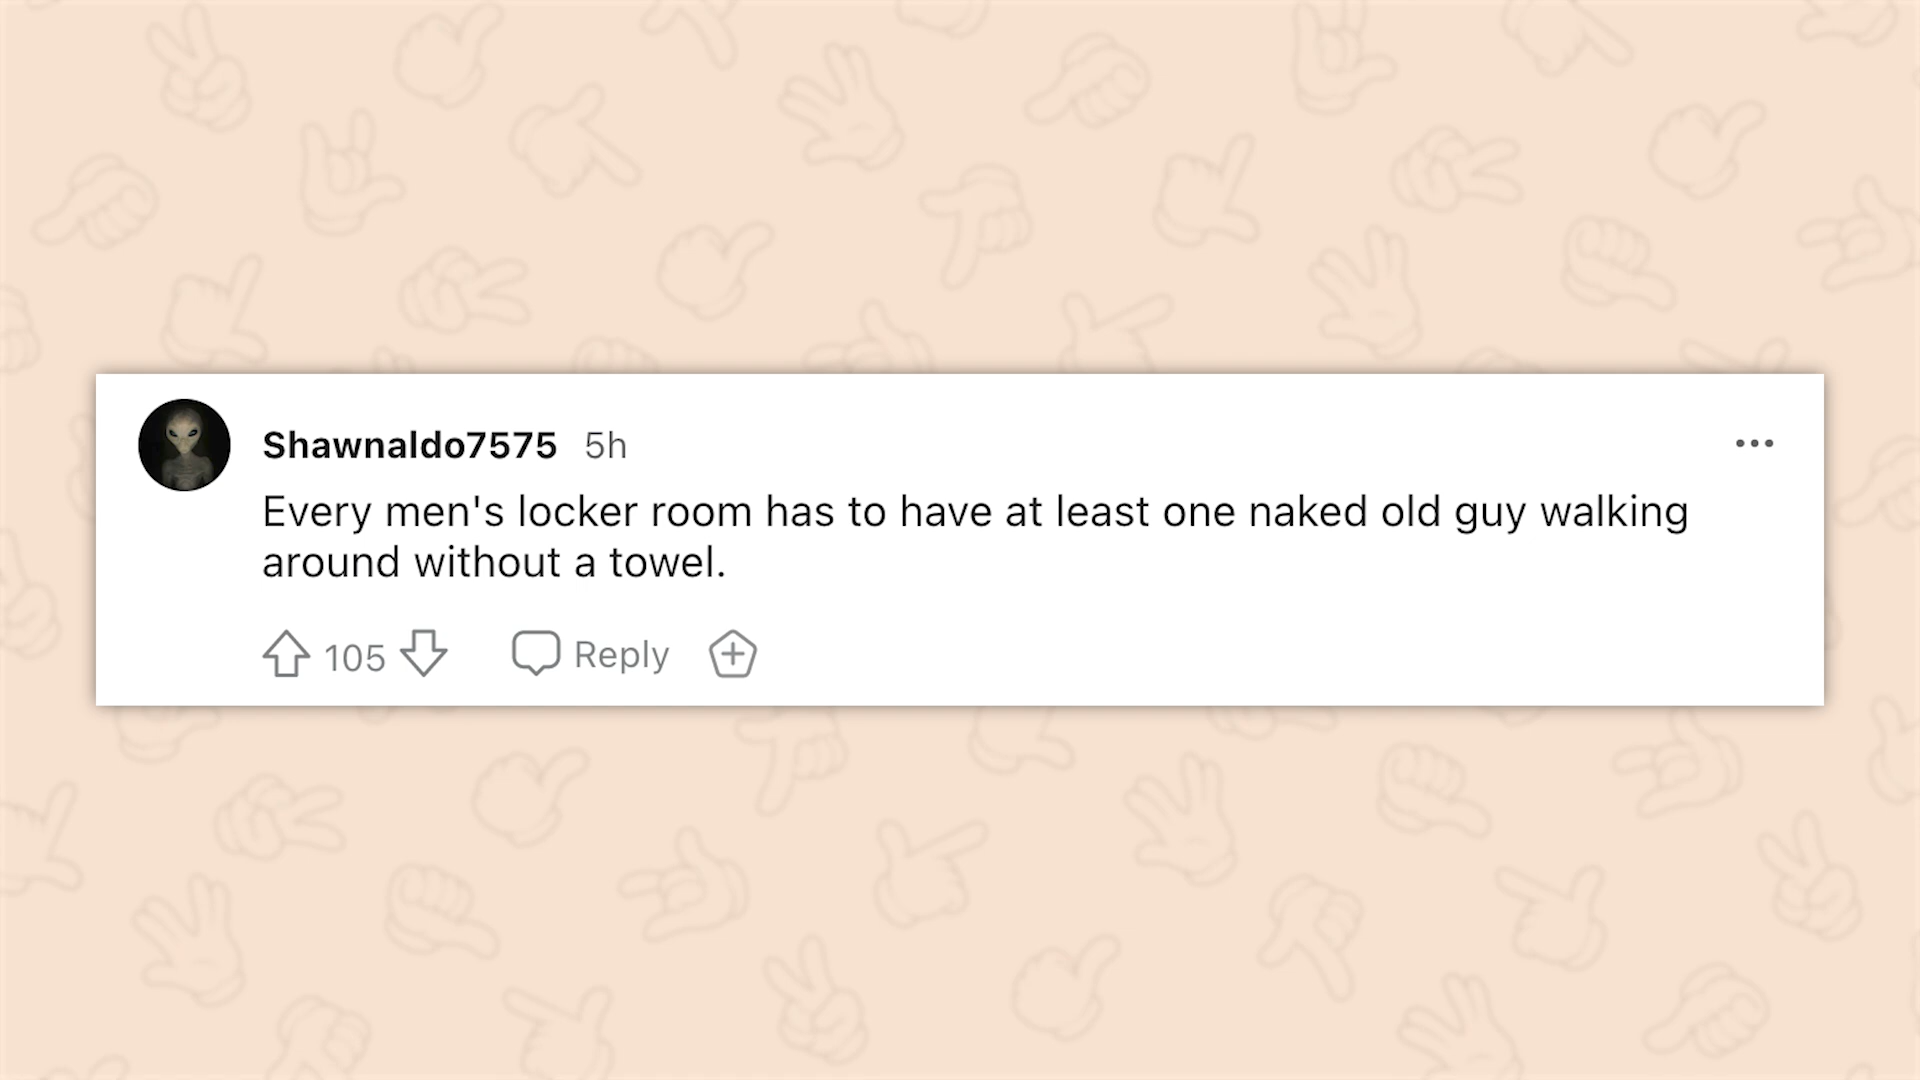 Shawnaldo7575 5h
Every men's locker room has to have at least one naked old guy walking
around without a towel.
105 Reply